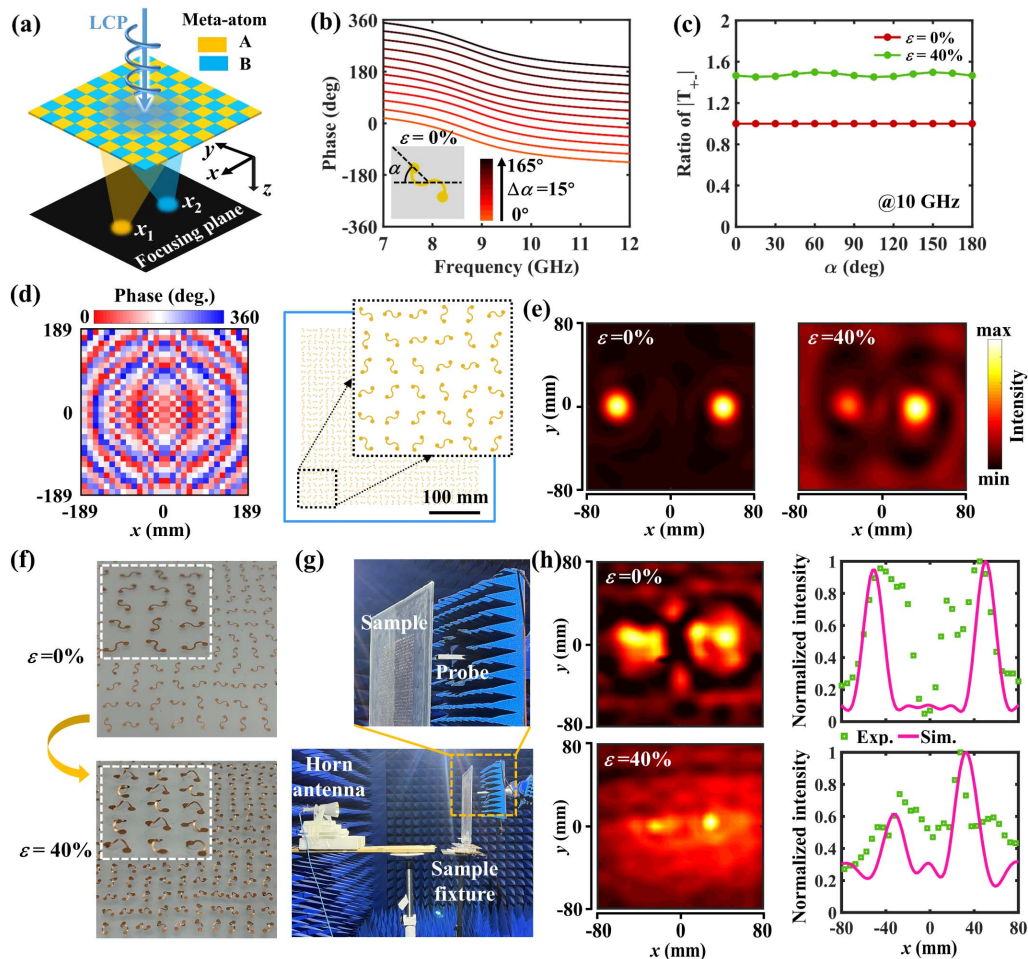 (a)
LCP
Meta-atom
A
B
y
x
z
x1
x2
Focusing plane
(b)
360
180
0
-180
-360
Phase (deg)
ε = 0%
α
165°
Δα = 15°
0°
7 8 9 10 11 12
Frequency (GHz)
(c)
ε = 0%
ε = 40%
2
1.6
1.2
0.8
0.4
0
Ratio of |T+-|
@10 GHz
0 30 60 90 120 150 180
α (deg)
(d)
Phase (deg.)
0 360
189
0
-189
-189 0 189
x (mm)
100 mm
(e)
80
0
-80
y (mm)
ε=0%
-80 0 80
x (mm)
ε=40%
-80 0 80
x (mm)
max
Intensity
min
(f)
ε=0%
ε = 40%
(g)
Sample
Probe
Horn
antenna
Sample
fixture
(h)
80
0
-80
y (mm)
ε=0%
80
0
-80
y (mm)
ε=40%
-80 0 80
x (mm)
Normalized intensity
1
0.8
0.6
0.4
0.2
0
Exp. Sim.
Normalized intensity
1
0.8
0.6
0.4
0.2
0
-80 -40 0 40 80
x (mm)